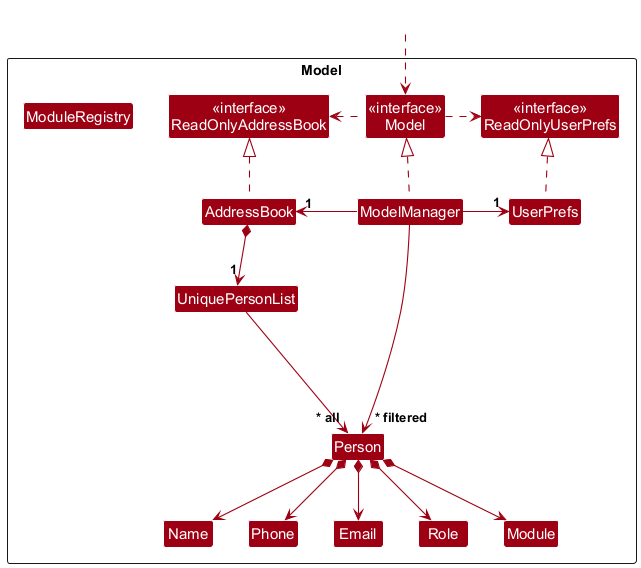 Model
ModuleRegistry
«interface»
ReadOnlyAddressBook
«interface»
Model
«interface»
ReadOnlyUserPrefs
AddressBook
1
ModelManager
1
UserPrefs
1
UniquePersonList
* all
* filtered
Person
Name
Phone
Email
Role
Module